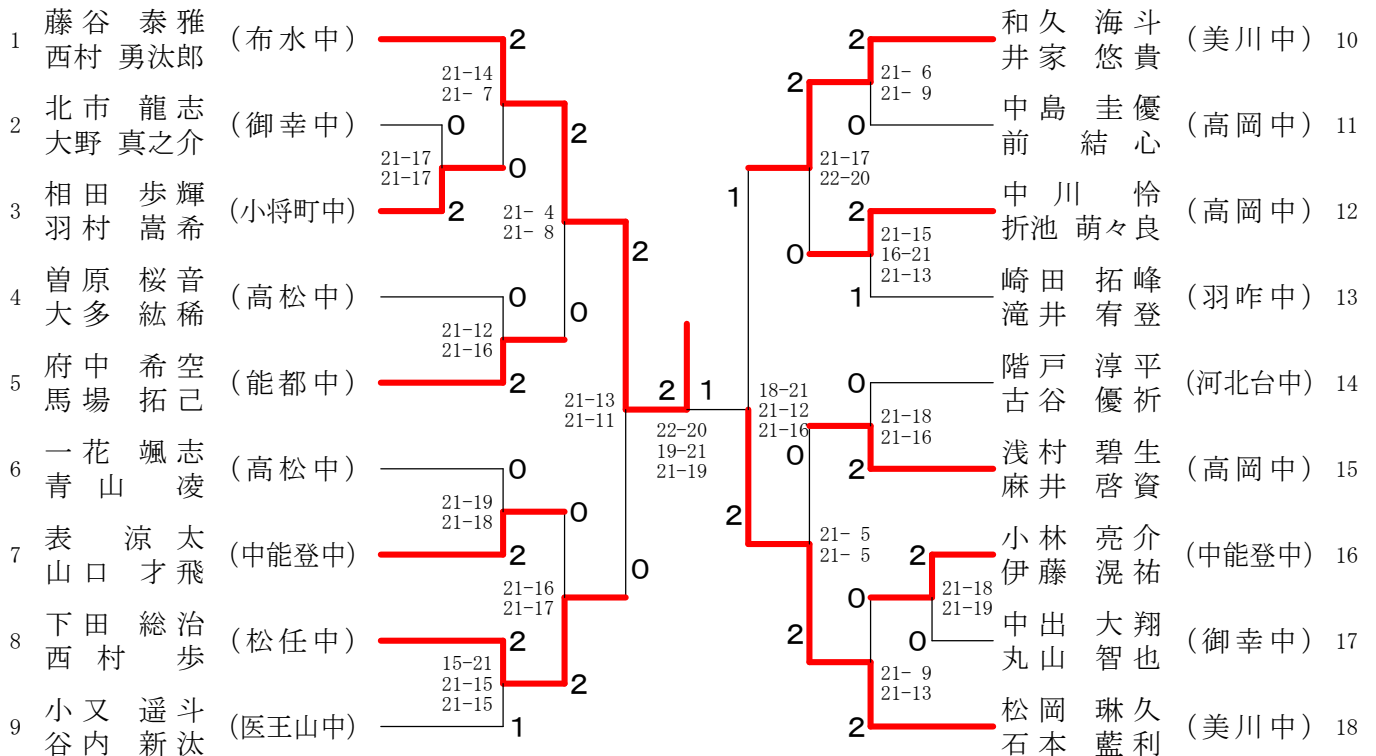 1 藤谷 泰雅 西村 勇汰郎 (布水中) 2
21-14
21- 7
2 北市 龍志 大野 真之介 (御幸中) 0
21-17
21-17
0
3 相田 歩輝 羽村 嵩希 (小将町中) 2
2
21- 4
21- 8
4 曽原 桜音 大多 紘稀 (高松中) 0
21-12
21-16
0
5 府中 希空 馬場 拓己 (能都中) 2
2
21-13
21-11
6 一花 颯志 青山 凌 (高松中) 0
21-19
21-18
0
7 表 涼太 山口 才飛 (中能登中) 2
21-16
21-17
0
8 下田 総治 西村 歩 (松任中) 2
15-21
21-15
21-15
2
9 小又 遥斗 谷内 新汰 (医王山中) 1
2 1
22-20
19-21
21-19
2 和久 海斗 井家 悠貴 (美川中) 10
2
21- 6
21- 9
0 中島 圭優 前 結心 (高岡中) 11
21-17
22-20
1
2 中川 怜 折池 萌々良 (高岡中) 12
0
21-15
16-21
21-13
1 崎田 拓峰 滝井 宥登 (羽咋中) 13
18-21
21-12
21-16
0 階戸 淳平 古谷 優祈 (河北台中) 14
21-18
21-16
0
2 浅村 碧生 麻井 啓資 (高岡中) 15
2
21- 5
21- 5
2 小林 亮介 伊藤 滉祐 (中能登中) 16
0
21-18
21-19
0 中出 大翔 丸山 智也 (御幸中) 17
2
21- 9
21-13
2 松岡 琳久 石本 藍利 (美川中) 18